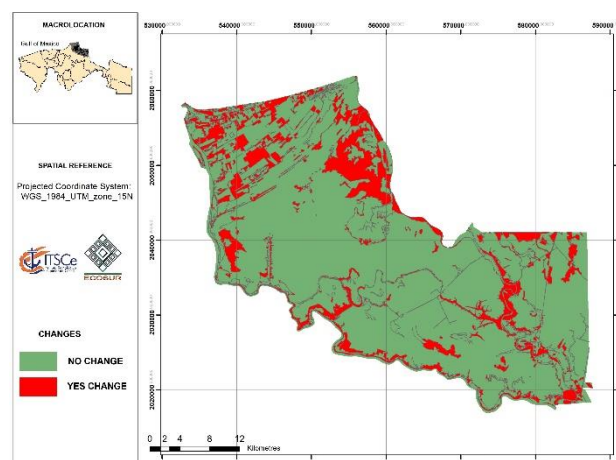 MACROLOCATION
Gulf of Mexico
SPATIAL REFERENCE
Projected Coordinate System:
WGS_1984_UTM_zone_15N
ITSCe
ECOSUR
CHANGES
NO CHANGE
YES CHANGE
530000 540000 550000 560000 570000 580000 590000
0 2 4 8 12
Kilometres